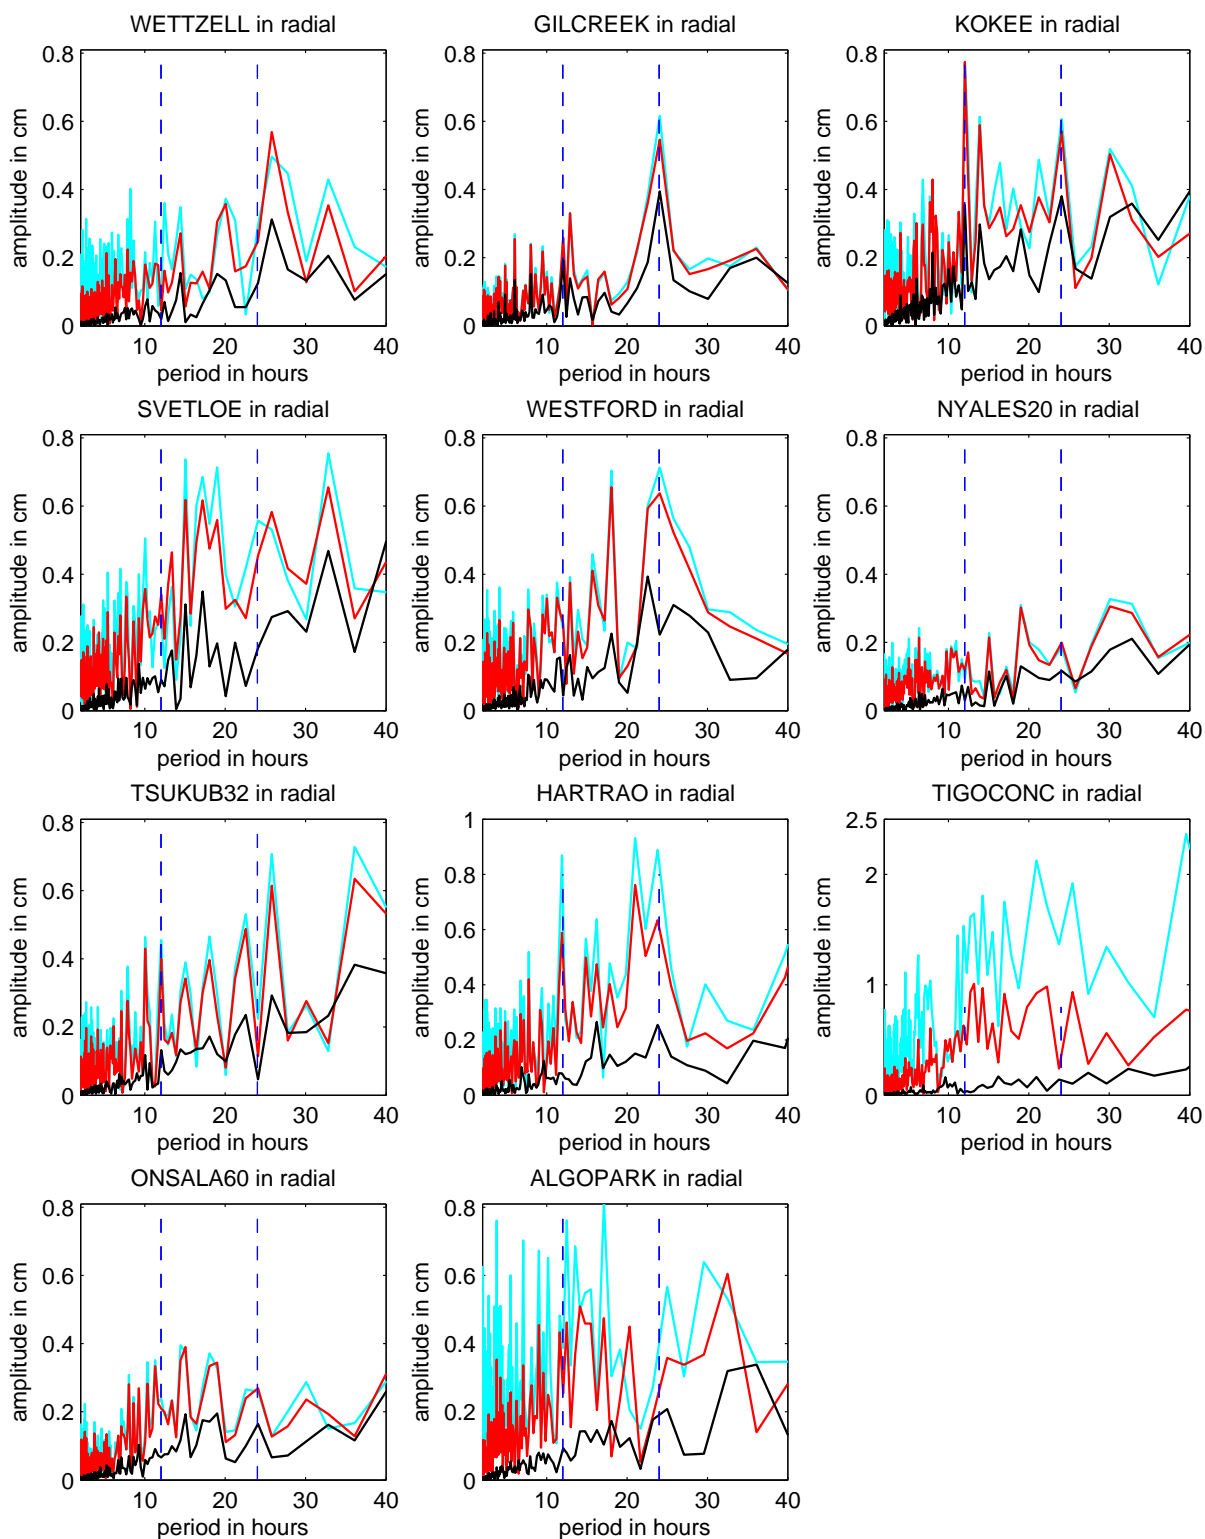 WETTZELL in radial
GILCREEK in radial
KOKEE in radial
0.8
0.6
0.4
0.2
0
amplitude in cm
10 20 30 40
period in hours
0.8
0.6
0.4
0.2
0
amplitude in cm
10 20 30 40
period in hours
0.8
0.6
0.4
0.2
0
amplitude in cm
10 20 30 40
period in hours
SVETLOE in radial
WESTFORD in radial
NYALES20 in radial
0.8
0.6
0.4
0.2
0
amplitude in cm
10 20 30 40
period in hours
0.8
0.6
0.4
0.2
0
amplitude in cm
10 20 30 40
period in hours
0.8
0.6
0.4
0.2
0
amplitude in cm
10 20 30 40
period in hours
TSUKUB32 in radial
HARTRAO in radial
TIGOCONC in radial
0.8
0.6
0.4
0.2
0
amplitude in cm
10 20 30 40
period in hours
1
0.8
0.6
0.4
0.2
0
amplitude in cm
10 20 30 40
period in hours
2.5
2
1
0
amplitude in cm
10 20 30 40
period in hours
ONSALA60 in radial
ALGOPARK in radial
0.8
0.6
0.4
0.2
0
amplitude in cm
10 20 30 40
period in hours
0.8
0.6
0.4
0.2
0
amplitude in cm
10 20 30 40
period in hours